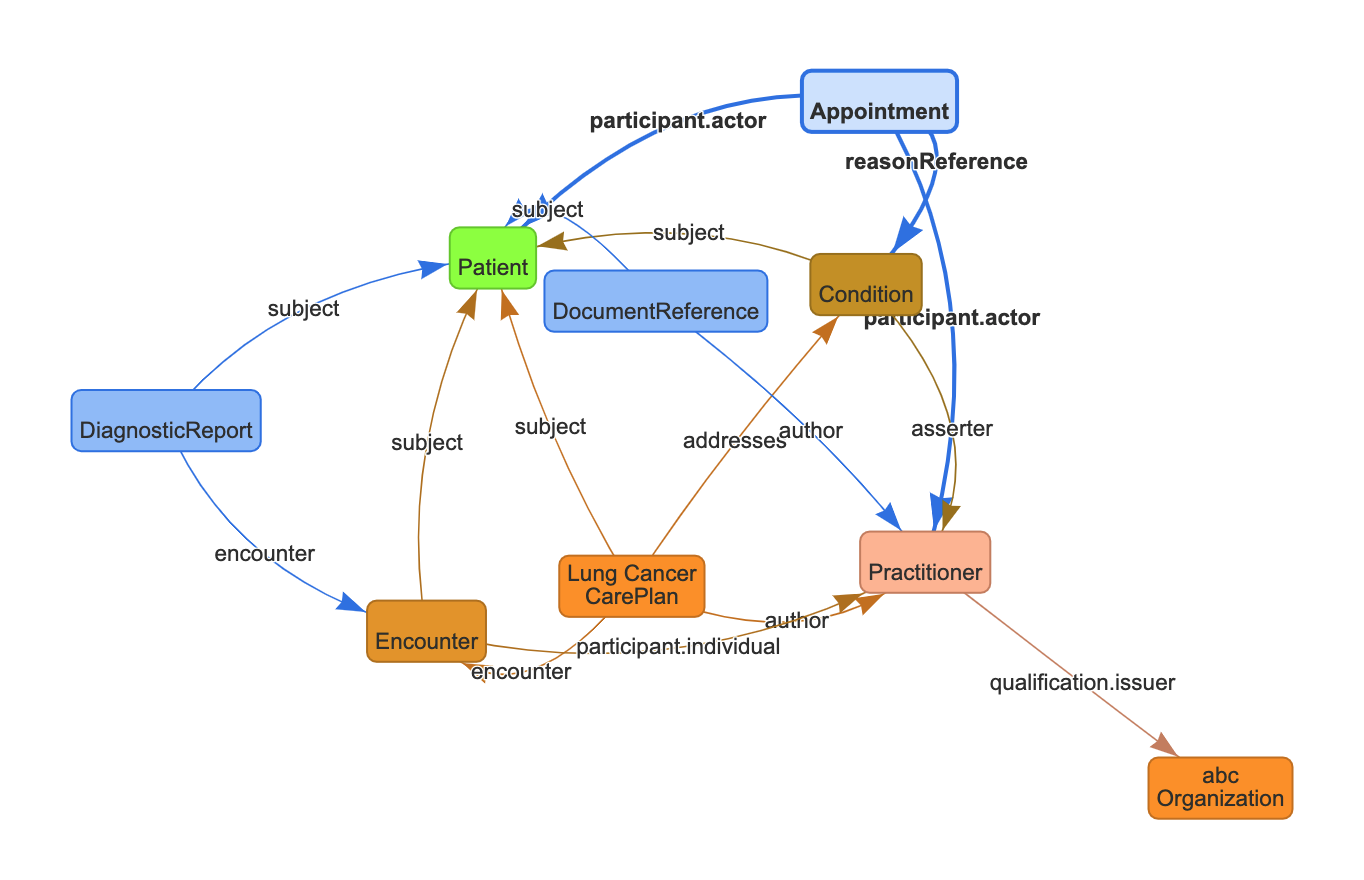 Appointment
participant.actor
reasonReference
subject
subject
Patient
Condition
DocumentReference
subject
participant.actor
DiagnosticReport
subject
subject
addresses
author
asserter
encounter
Lung Cancer
CarePlan
Practitioner
Encounter
author
participant.individual
encounter
qualification.issuer
abc
Organization